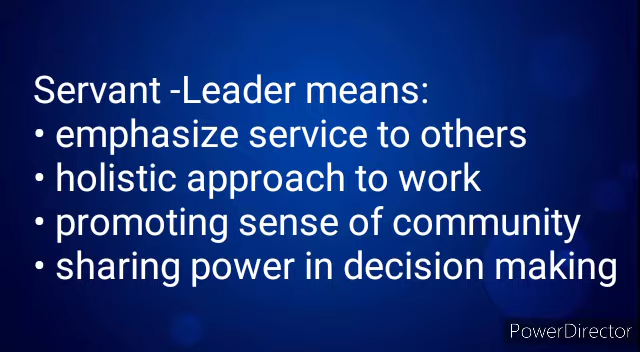 Servant -Leader means:
• emphasize service to others
• holistic approach to work
• promoting sense of community
• sharing power in decision making
PowerDirector